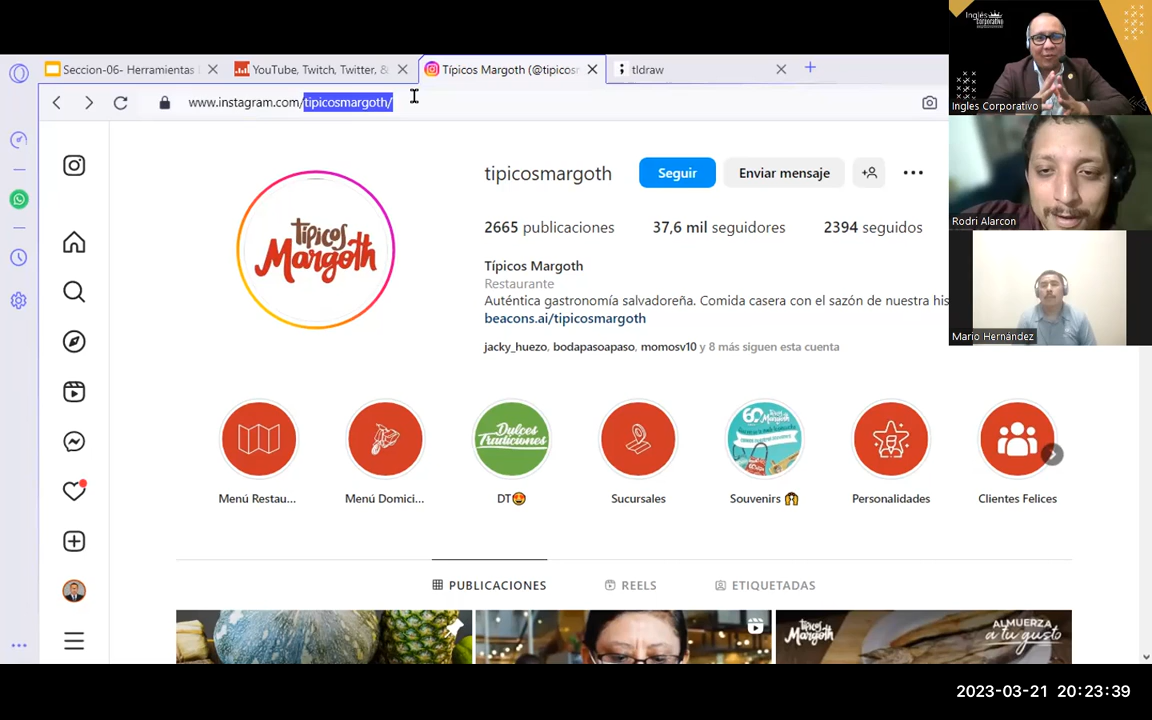 Seccion-06- Herramientas
YouTube, Twitch, Twitter, &
Típicos Margoth (@tipicosm
tldraw
www.instagram.com/tipicosmargoth/
Inglés
Corporativo
Ingles Corporativo
Rodri Alarcon
Mario Hernández
típicos
Margoth
tipicosmargoth
Seguir
Enviar mensaje
2665 publicaciones
37,6 mil seguidores
2394 seguidos
Típicos Margoth
Restaurante
Auténtica gastronomía salvadoreña. Comida casera con el sazón de nuestra his
beacons.ai/tipicosmargoth
jacky_huezo, bodapasoapaso, momosv10 y 8 más siguen esta cuenta
Dulces
Tradiciones
60
Menú Restau...
Menú Domici...
DT😍
Sucursales
Souvenirs 🙌
Personalidades
Clientes Felices
PUBLICACIONES
REELS
ETIQUETADAS
típicos
Margoth
ALMUERZA
a tu gusto
2023-03-21 20:23:39